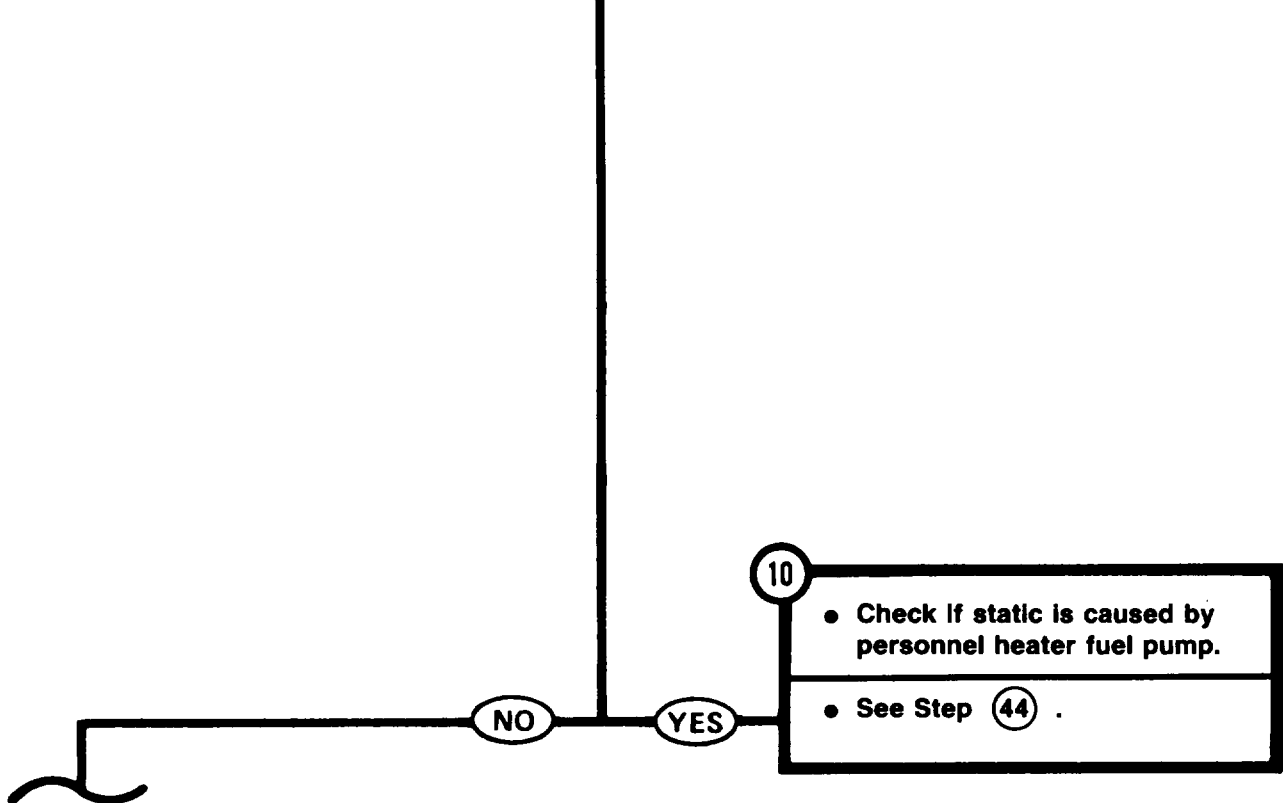 10
● Check if static is caused by
personnel heater fuel pump.
● See Step 44 .
NO
YES